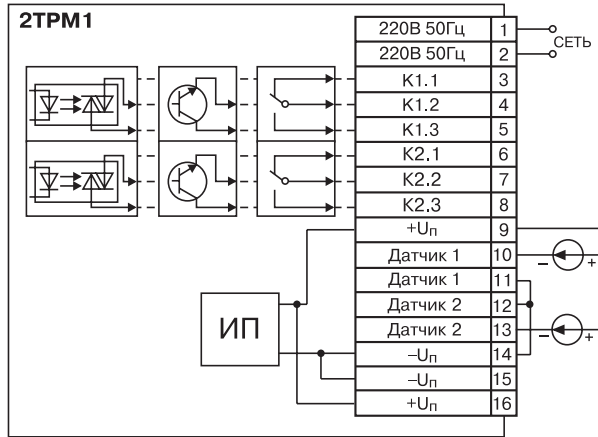 2ТРМ1
220В 50Гц 1
220В 50Гц 2
СЕТЬ
К1.1 3
К1.2 4
К1.3 5
К2.1 6
К2.2 7
К2.3 8
+Uп 9
Датчик 1 10
Датчик 1 11
Датчик 2 12
Датчик 2 13
–Uп 14
–Uп 15
+Uп 16
– +
– +
ИП